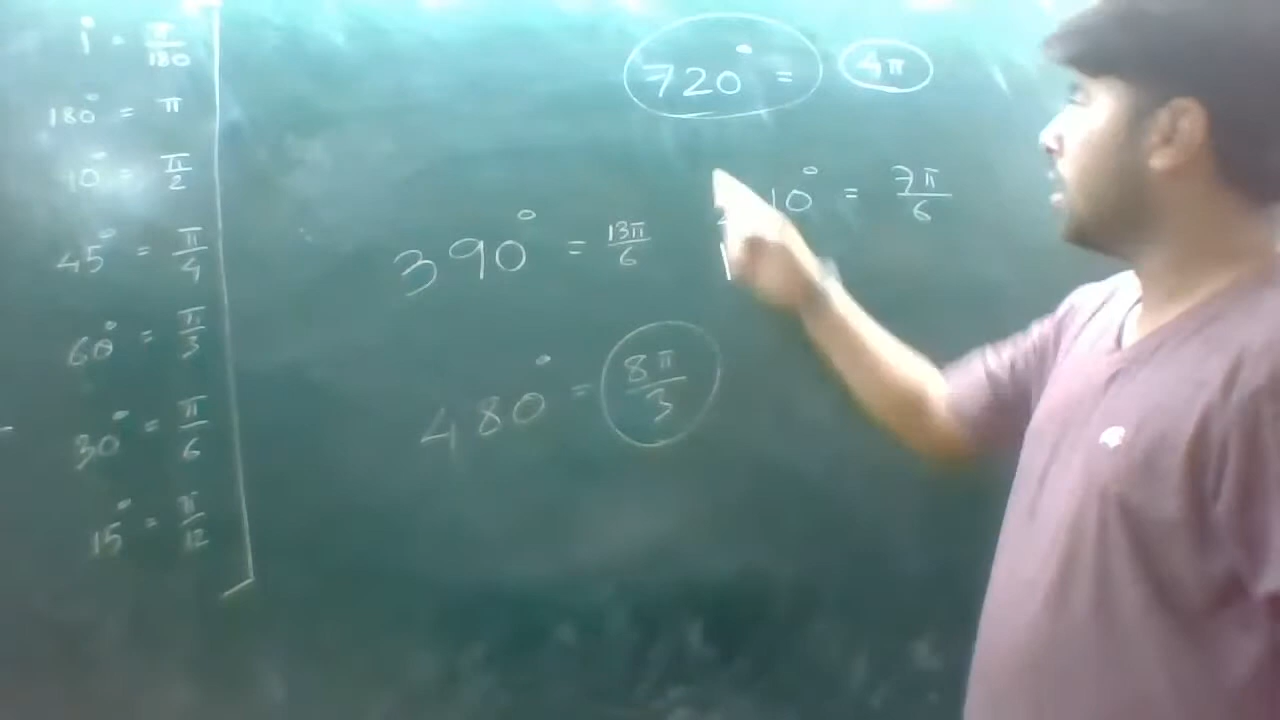 1° = π/180
180° = π
90° = π/2
45° = π/4
60° = π/3
30° = π/6
15° = π/12
720° = 4π
10° = 7π/6
390° = 13π/6
480° = 8π/3